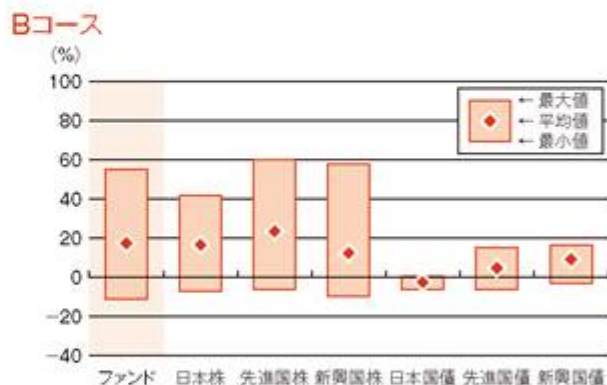 Bコース
(%)
100
80
60
40
20
0
−20
−40
← 最大値
← 平均値
← 最小値
ファンド 日本株 先進国株 新興国株 日本国債 先進国債 新興国債